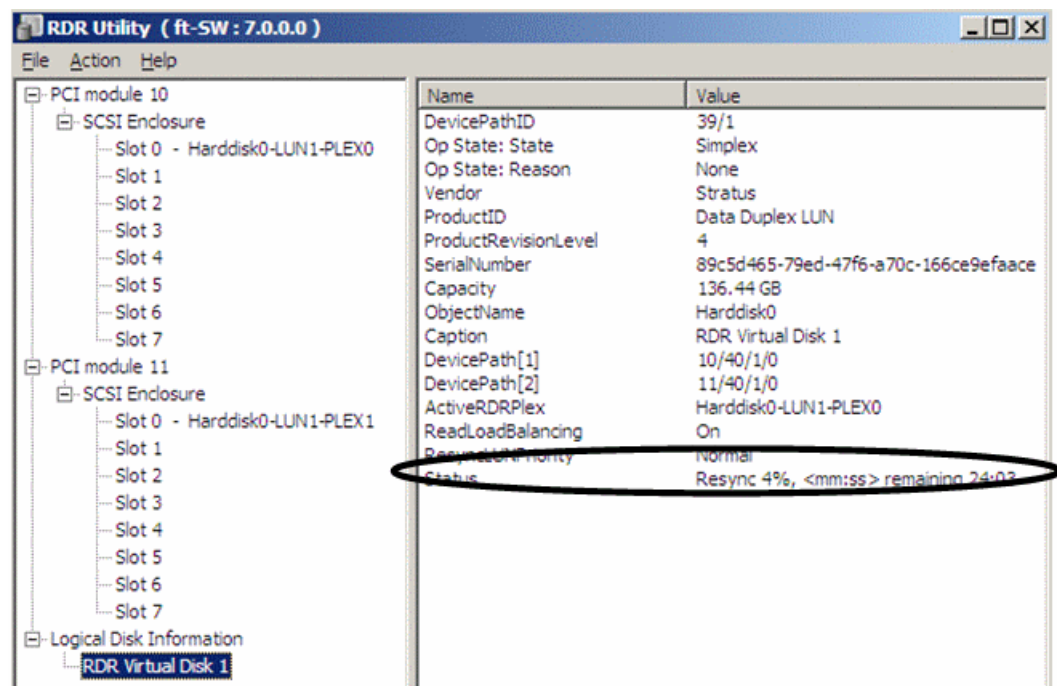 RDR Utility ( ft-SW : 7.0.0.0 )
File Action Help
PCI module 10
SCSI Enclosure
Slot 0 - Harddisk0-LUN1-PLEX0
Slot 1
Slot 2
Slot 3
Slot 4
Slot 5
Slot 6
Slot 7
PCI module 11
SCSI Enclosure
Slot 0 - Harddisk0-LUN1-PLEX1
Slot 1
Slot 2
Slot 3
Slot 4
Slot 5
Slot 6
Slot 7
Logical Disk Information
RDR Virtual Disk 1
Name Value
DevicePathID 39/1
Op State: State Simplex
Op State: Reason None
Vendor Stratus
ProductID Data Duplex LUN
ProductRevisionLevel 4
SerialNumber 89c5d465-79ed-47f6-a70c-166ce9efaace
Capacity 136.44 GB
ObjectName Harddisk0
Caption RDR Virtual Disk 1
DevicePath[1] 10/40/1/0
DevicePath[2] 11/40/1/0
ActiveRDRPlex Harddisk0-LUN1-PLEX0
ReadLoadBalancing On
ResyncLUNPriority Normal
Status Resync 4%, <mm:ss> remaining 24:03